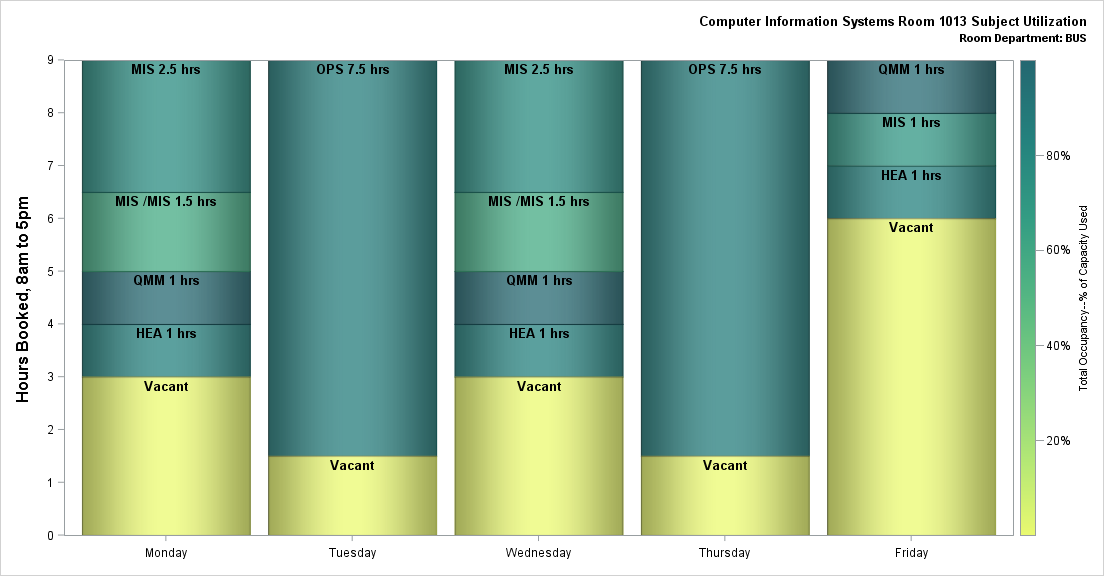 Computer Information Systems Room 1013 Subject Utilization
Room Department: BUS
Hours Booked, 8am to 5pm
9
8
7
6
5
4
3
2
1
0
MIS 2.5 hrs
MIS /MIS 1.5 hrs
QMM 1 hrs
HEA 1 hrs
Vacant
OPS 7.5 hrs
Vacant
MIS 2.5 hrs
MIS /MIS 1.5 hrs
QMM 1 hrs
HEA 1 hrs
Vacant
OPS 7.5 hrs
Vacant
QMM 1 hrs
MIS 1 hrs
HEA 1 hrs
Vacant
Monday
Tuesday
Wednesday
Thursday
Friday
80%
60%
40%
20%
Total Occupancy--% of Capacity Used